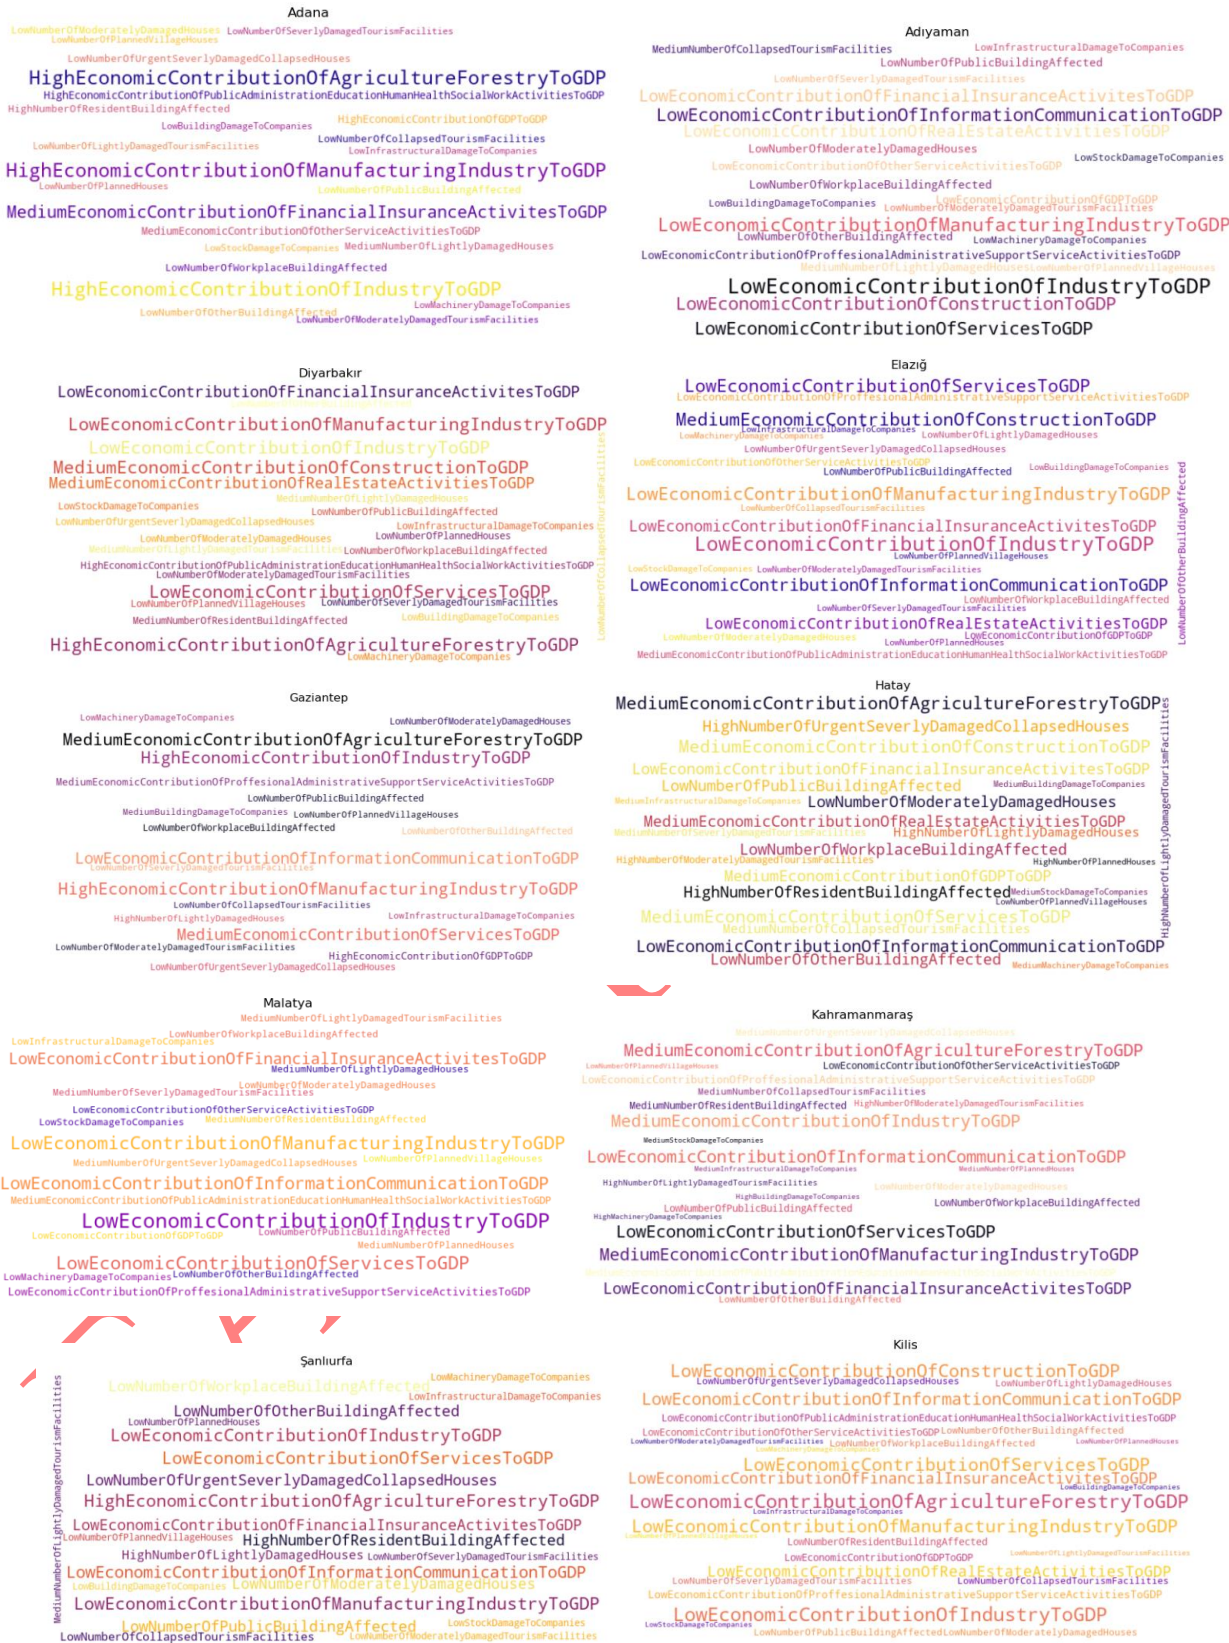 Adana
LowNumberOfModeratelyDamagedHouses LowNumberOfSeverlyDamagedTourismFacilities
LowNumberOfPlannedVillageHouses
LowNumberOfUrgentSeverlyDamagedCollapsedHouses
HighEconomicContributionOfAgricultureForestryToGDP
HighEconomicContributionOfPublicAdministrationEducationHumanHealthSocialWorkActivitiesToGDP
HighNumberOfResidentBuildingAffected
HighEconomicContributionOfGDPToGDP
LowBuildingDamageToCompanies
LowNumberOfCollapsedTourismFacilities
LowNumberOfLightlyDamagedTourismFacilities
LowInfrastructuralDamageToCompanies
HighEconomicContributionOfManufacturingIndustryToGDP
LowNumberOfPlannedHouses
LowNumberOfPublicBuildingAffected
MediumEconomicContributionOfFinancialInsuranceActivitesToGDP
MediumEconomicContributionOfOtherServiceActivitiesToGDP
LowStockDamageToCompanies MediumNumberOfLightlyDamagedHouses
LowNumberOfWorkplaceBuildingAffected
HighEconomicContributionOfIndustryToGDP
LowMachineryDamageToCompanies
LowNumberOfOtherBuildingAffected
LowNumberOfModeratelyDamagedTourismFacilities
Adıyaman
MediumNumberOfCollapsedTourismFacilities
LowInfrastructuralDamageToCompanies
LowNumberOfPublicBuildingAffected
LowNumberOfSeverlyDamagedTourismFacilities
LowEconomicContributionOfFinancialInsuranceActivitesToGDP
LowEconomicContributionOfInformationCommunicationToGDP
LowEconomicContributionOfRealEstateActivitiesToGDP
LowNumberOfModeratelyDamagedHouses
LowStockDamageToCompanies
LowEconomicContributionOfOtherServiceActivitiesToGDP
LowNumberOfWorkplaceBuildingAffected
LowBuildingDamageToCompanies
LowEconomicContributionOfGDPToGDP
LowNumberOfModeratelyDamagedTourismFacilities
LowEconomicContributionOfManufacturingIndustryToGDP
LowNumberOfOtherBuildingAffected
LowMachineryDamageToCompanies
LowEconomicContributionOfProffesionalAdministrativeSupportServiceActivitiesToGDP
MediumNumberOfLightlyDamagedHouses LowNumberOfPlannedVillageHouses
LowEconomicContributionOfIndustryToGDP
LowEconomicContributionOfConstructionToGDP
LowEconomicContributionOfServicesToGDP
Diyarbakır
LowEconomicContributionOfFinancialInsuranceActivitesToGDP
LowEconomicContributionOfManufacturingIndustryToGDP
LowEconomicContributionOfIndustryToGDP
MediumEconomicContributionOfConstructionToGDP
MediumEconomicContributionOfRealEstateActivitiesToGDP
MediumNumberOfLightlyDamagedHouses
LowStockDamageToCompanies
LowNumberOfPublicBuildingAffected
LowNumberOfUrgentSeverlyDamagedCollapsedHouses
LowInfrastructuralDamageToCompanies
LowNumberOfModeratelyDamagedHouses
LowNumberOfPlannedHouses
MediumNumberOfLightlyDamagedTourismFacilities LowNumberOfWorkplaceBuildingAffected
HighEconomicContributionOfPublicAdministrationEducationHumanHealthSocialWorkActivitiesToGDP
LowNumberOfModeratelyDamagedTourismFacilities
LowEconomicContributionOfServicesToGDP
LowNumberOfPlannedVillageHouses
LowNumberOfSeverlyDamagedTourismFacilities
MediumNumberOfResidentBuildingAffected
LowBuildingDamageToCompanies
HighEconomicContributionOfAgricultureForestryToGDP
LowMachineryDamageToCompanies
LowNumberOfCollapsedTourismFacilities
Elazığ
LowEconomicContributionOfServicesToGDP
LowEconomicContributionOfProffesionalAdministrativeSupportServiceActivitiesToGDP
MediumEconomicContributionOfConstructionToGDP
LowInfrastructuralDamageToCompanies
LowMachineryDamageToCompanies
LowNumberOfLightlyDamagedHouses
LowNumberOfUrgentSeverlyDamagedCollapsedHouses
LowEconomicContributionOfOtherServiceActivitiesToGDP
LowBuildingDamageToCompanies
LowNumberOfPublicBuildingAffected
LowEconomicContributionOfManufacturingIndustryToGDP
LowNumberOfCollapsedTourismFacilities
LowEconomicContributionOfFinancialInsuranceActivitesToGDP
LowEconomicContributionOfIndustryToGDP
LowNumberOfPlannedVillageHouses
LowStockDamageToCompanies LowNumberOfModeratelyDamagedTourismFacilities
LowEconomicContributionOfInformationCommunicationToGDP
LowNumberOfWorkplaceBuildingAffected
LowNumberOfSeverlyDamagedTourismFacilities
LowEconomicContributionOfRealEstateActivitiesToGDP
LowNumberOfModeratelyDamagedHouses
LowEconomicContributionOfGDPToGDP
LowNumberOfPlannedHouses
MediumEconomicContributionOfPublicAdministrationEducationHumanHealthSocialWorkActivitiesToGDP
LowNumberOfOtherBuildingAffected
Gaziantep
LowMachineryDamageToCompanies
LowNumberOfModeratelyDamagedHouses
MediumEconomicContributionOfAgricultureForestryToGDP
HighEconomicContributionOfIndustryToGDP
MediumEconomicContributionOfProffesionalAdministrativeSupportServiceActivitiesToGDP
LowNumberOfPublicBuildingAffected
MediumBuildingDamageToCompanies LowNumberOfPlannedVillageHouses
LowNumberOfWorkplaceBuildingAffected
LowNumberOfOtherBuildingAffected
LowEconomicContributionOfInformationCommunicationToGDP
LowNumberOfSeverlyDamagedTourismFacilities
HighEconomicContributionOfManufacturingIndustryToGDP
LowNumberOfCollapsedTourismFacilities
HighNumberOfLightlyDamagedHouses
LowInfrastructuralDamageToCompanies
MediumEconomicContributionOfServicesToGDP
LowNumberOfModeratelyDamagedTourismFacilities
HighEconomicContributionOfGDPToGDP
LowNumberOfUrgentSeverlyDamagedCollapsedHouses
Hatay
MediumEconomicContributionOfAgricultureForestryToGDP
HighNumberOfUrgentSeverlyDamagedCollapsedHouses
MediumEconomicContributionOfConstructionToGDP
LowEconomicContributionOfFinancialInsuranceActivitesToGDP
LowNumberOfPublicBuildingAffected
MediumBuildingDamageToCompanies
MediumInfrastructuralDamageToCompanies LowNumberOfModeratelyDamagedHouses
MediumEconomicContributionOfRealEstateActivitiesToGDP
MediumNumberOfSeverlyDamagedTourismFacilities
HighNumberOfLightlyDamagedHouses
LowNumberOfWorkplaceBuildingAffected
HighNumberOfModeratelyDamagedTourismFacilities
HighNumberOfPlannedHouses
MediumEconomicContributionOfGDPToGDP
HighNumberOfResidentBuildingAffected MediumStockDamageToCompanies
LowNumberOfPlannedVillageHouses
MediumEconomicContributionOfServicesToGDP
MediumNumberOfCollapsedTourismFacilities
LowEconomicContributionOfInformationCommunicationToGDP
LowNumberOfOtherBuildingAffected
MediumMachineryDamageToCompanies
HighNumberOfLightlyDamagedTourismFacilities
Malatya
MediumNumberOfLightlyDamagedTourismFacilities
LowNumberOfWorkplaceBuildingAffected
LowInfrastructuralDamageToCompanies
LowEconomicContributionOfFinancialInsuranceActivitesToGDP
MediumNumberOfLightlyDamagedHouses
LowNumberOfModeratelyDamagedHouses
MediumNumberOfSeverlyDamagedTourismFacilities
LowEconomicContributionOfOtherServiceActivitiesToGDP
LowStockDamageToCompanies
MediumNumberOfResidentBuildingAffected
LowEconomicContributionOfManufacturingIndustryToGDP
MediumNumberOfUrgentSeverlyDamagedCollapsedHouses LowNumberOfPlannedVillageHouses
LowEconomicContributionOfInformationCommunicationToGDP
MediumEconomicContributionOfPublicAdministrationEducationHumanHealthSocialWorkActivitiesToGDP
LowEconomicContributionOfIndustryToGDP
LowEconomicContributionOfGDPToGDP
LowNumberOfPublicBuildingAffected
MediumNumberOfPlannedHouses
LowEconomicContributionOfServicesToGDP
LowMachineryDamageToCompanies LowNumberOfOtherBuildingAffected
LowEconomicContributionOfProffesionalAdministrativeSupportServiceActivitiesToGDP
Kahramanmaraş
MediumNumberOfUrgentSeverlyDamagedCollapsedHouses
MediumEconomicContributionOfAgricultureForestryToGDP
LowNumberOfPlannedVillageHouses
LowEconomicContributionOfOtherServiceActivitiesToGDP
LowEconomicContributionOfProffesionalAdministrativeSupportServiceActivitiesToGDP
MediumNumberOfCollapsedTourismFacilities
MediumNumberOfResidentBuildingAffected HighNumberOfModeratelyDamagedTourismFacilities
MediumEconomicContributionOfIndustryToGDP
MediumStockDamageToCompanies
LowEconomicContributionOfInformationCommunicationToGDP
MediumInfrastructuralDamageToCompanies
MediumNumberOfPlannedHouses
HighNumberOfLightlyDamagedTourismFacilities
LowNumberOfModeratelyDamagedHouses
HighBuildingDamageToCompanies
LowNumberOfWorkplaceBuildingAffected
LowNumberOfPublicBuildingAffected
HighMachineryDamageToCompanies
LowEconomicContributionOfServicesToGDP
MediumEconomicContributionOfManufacturingIndustryToGDP
LowEconomicContributionOfFinancialInsuranceActivitesToGDP
LowNumberOfOtherBuildingAffected
Şanlıurfa
LowMachineryDamageToCompanies
LowNumberOfWorkplaceBuildingAffected
LowInfrastructuralDamageToCompanies
LowNumberOfOtherBuildingAffected
LowNumberOfPlannedHouses
LowEconomicContributionOfIndustryToGDP
LowEconomicContributionOfServicesToGDP
LowNumberOfUrgentSeverlyDamagedCollapsedHouses
HighEconomicContributionOfAgricultureForestryToGDP
LowEconomicContributionOfFinancialInsuranceActivitesToGDP
LowNumberOfPlannedVillageHouses HighNumberOfResidentBuildingAffected
HighNumberOfLightlyDamagedHouses LowNumberOfSeverlyDamagedTourismFacilities
LowEconomicContributionOfInformationCommunicationToGDP
LowBuildingDamageToCompanies LowNumberOfModeratelyDamagedHouses
LowEconomicContributionOfManufacturingIndustryToGDP
LowNumberOfPublicBuildingAffected
LowStockDamageToCompanies
LowNumberOfCollapsedTourismFacilities
LowNumberOfModeratelyDamagedTourismFacilities
MediumNumberOfLightlyDamagedTourismFacilities
Kilis
LowEconomicContributionOfConstructionToGDP
LowNumberOfUrgentSeverlyDamagedCollapsedHouses
LowNumberOfLightlyDamagedHouses
LowEconomicContributionOfInformationCommunicationToGDP
LowEconomicContributionOfPublicAdministrationEducationHumanHealthSocialWorkActivitiesToGDP
LowEconomicContributionOfOtherServiceActivitiesToGDP LowNumberOfOtherBuildingAffected
LowNumberOfModeratelyDamagedTourismFacilities LowNumberOfWorkplaceBuildingAffected
LowNumberOfPlannedHouses
LowMachineryDamageToCompanies
LowEconomicContributionOfServicesToGDP
LowEconomicContributionOfFinancialInsuranceActivitesToGDP
LowBuildingDamageToCompanies
LowEconomicContributionOfAgricultureForestryToGDP
LowInfrastructuralDamageToCompanies
LowEconomicContributionOfManufacturingIndustryToGDP
LowNumberOfPlannedVillageHouses
LowNumberOfResidentBuildingAffected
LowNumberOfLightlyDamagedTourismFacilities
LowEconomicContributionOfGDPToGDP
LowEconomicContributionOfRealEstateActivitiesToGDP
LowNumberOfSeverlyDamagedTourismFacilities
LowNumberOfCollapsedTourismFacilities
LowEconomicContributionOfProffesionalAdministrativeSupportServiceActivitiesToGDP
LowEconomicContributionOfIndustryToGDP
LowStockDamageToCompanies
LowNumberOfPublicBuildingAffected LowNumberOfModeratelyDamagedHouses